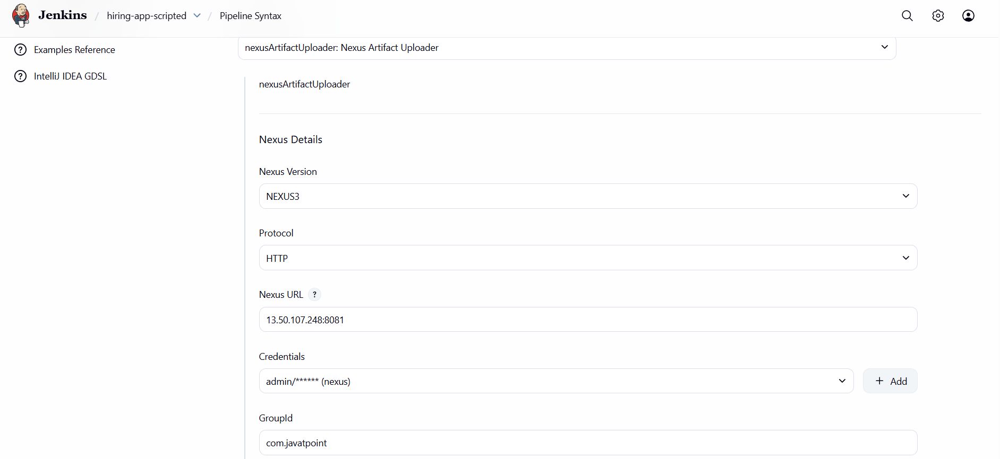 Jenkins / hiring-app-scripted / Pipeline Syntax
Examples Reference
IntelliJ IDEA GDSL
nexusArtifactUploader: Nexus Artifact Uploader
nexusArtifactUploader
Nexus Details
Nexus Version
NEXUS3
Protocol
HTTP
Nexus URL ?
13.50.107.248:8081
Credentials
admin/****** (nexus)
+ Add
GroupId
com.javatpoint